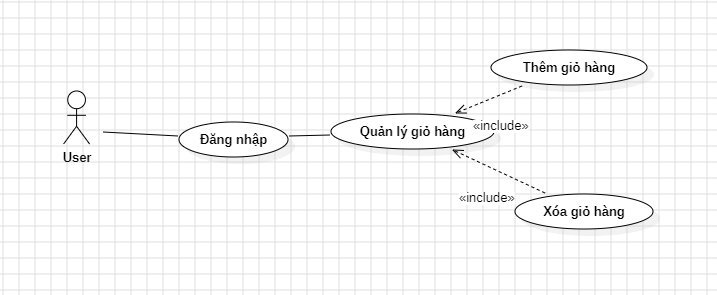 Thêm giỏ hàng
User
Đăng nhập
Quản lý giỏ hàng
«include»
«include»
Xóa giỏ hàng